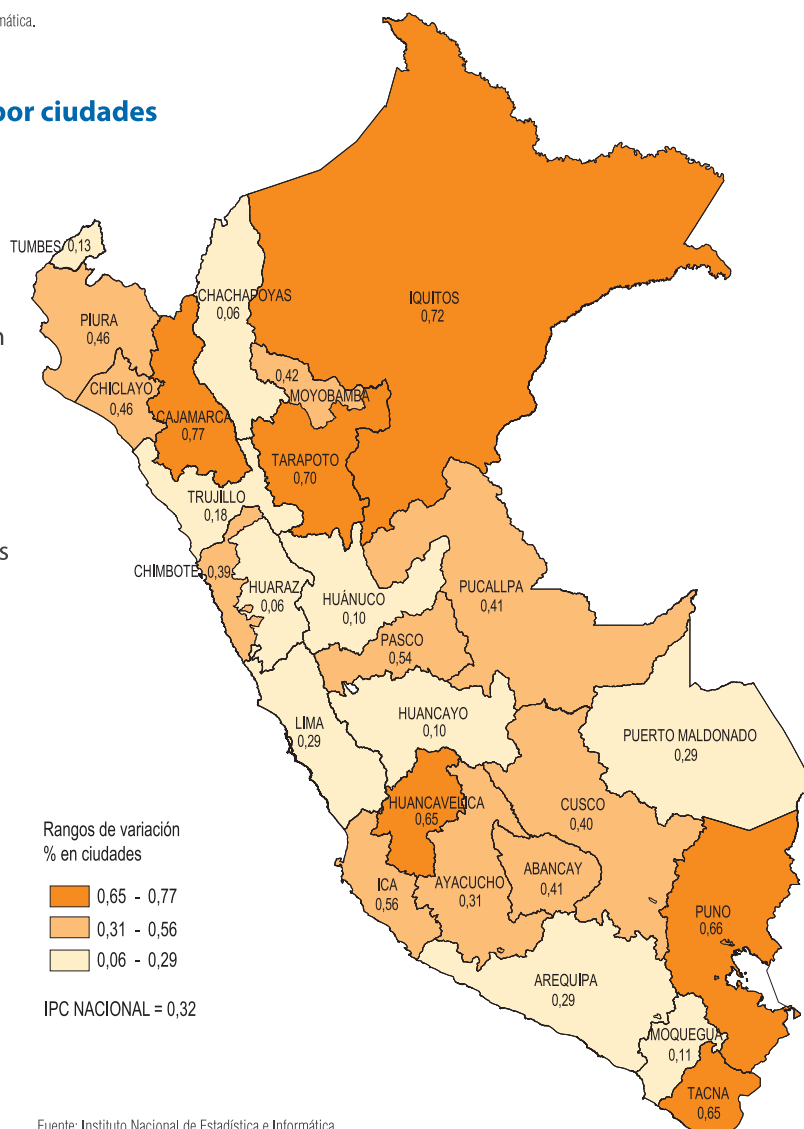 mática.
por ciudades
TUMBES 0,13
CHACHAPOYAS
0,06
IQUITOS
0,72
PIURA
0,46
n
CHICLAYO
0,46
0,42
MOYOBAMBA
CAJAMARCA
0,77
TARAPOTO
0,70
TRUJILLO
0,18
s
CHIMBOTE 0,39
HUARAZ
0,06
HUÁNUCO
0,10
PUCALLPA
0,41
PASCO
0,54
LIMA
0,29
HUANCAYO
0,10
PUERTO MALDONADO
0,29
HUANCAVELICA
0,65
CUSCO
0,40
Rangos de variación
% en ciudades
0,65 - 0,77
0,31 - 0,56
0,06 - 0,29
IPC NACIONAL = 0,32
ICA
0,56
AYACUCHO
0,31
ABANCAY
0,41
PUNO
0,66
AREQUIPA
0,29
MOQUEGUA
0,11
TACNA
0,65
Fuente: Instituto Nacional de Estadística e Informática.